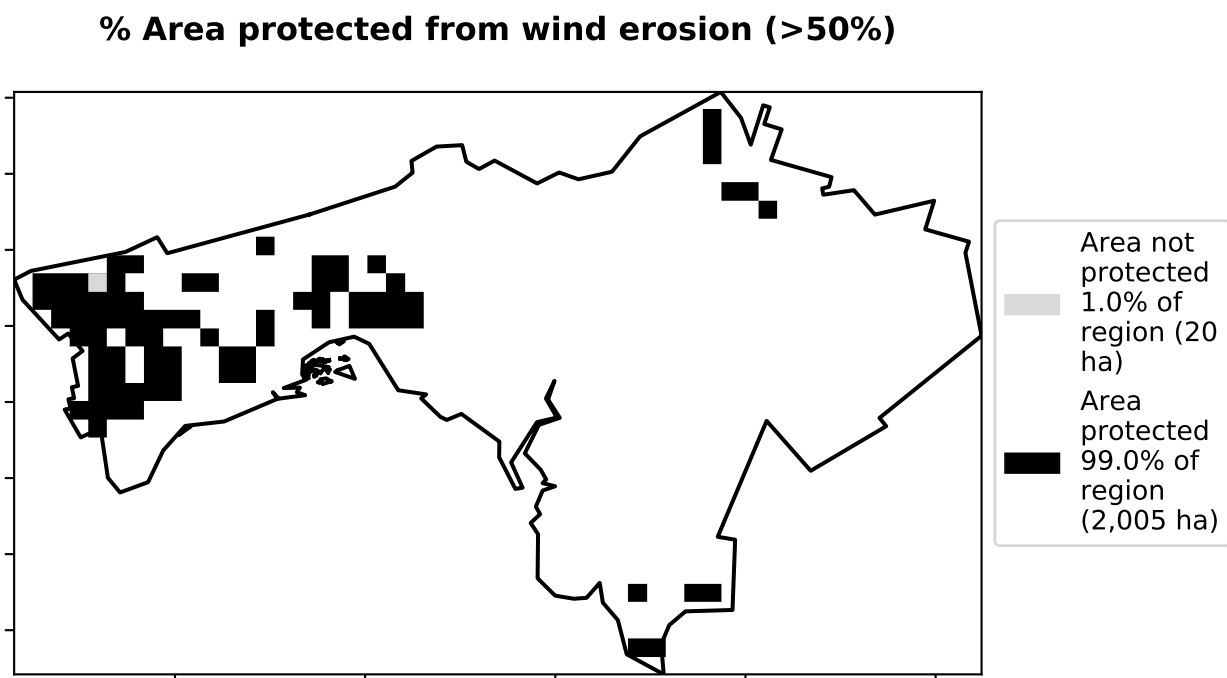 % Area protected from wind erosion (>50%)
Area not
protected
1.0% of
region (20
ha)
Area
protected
99.0% of
region
(2,005 ha)